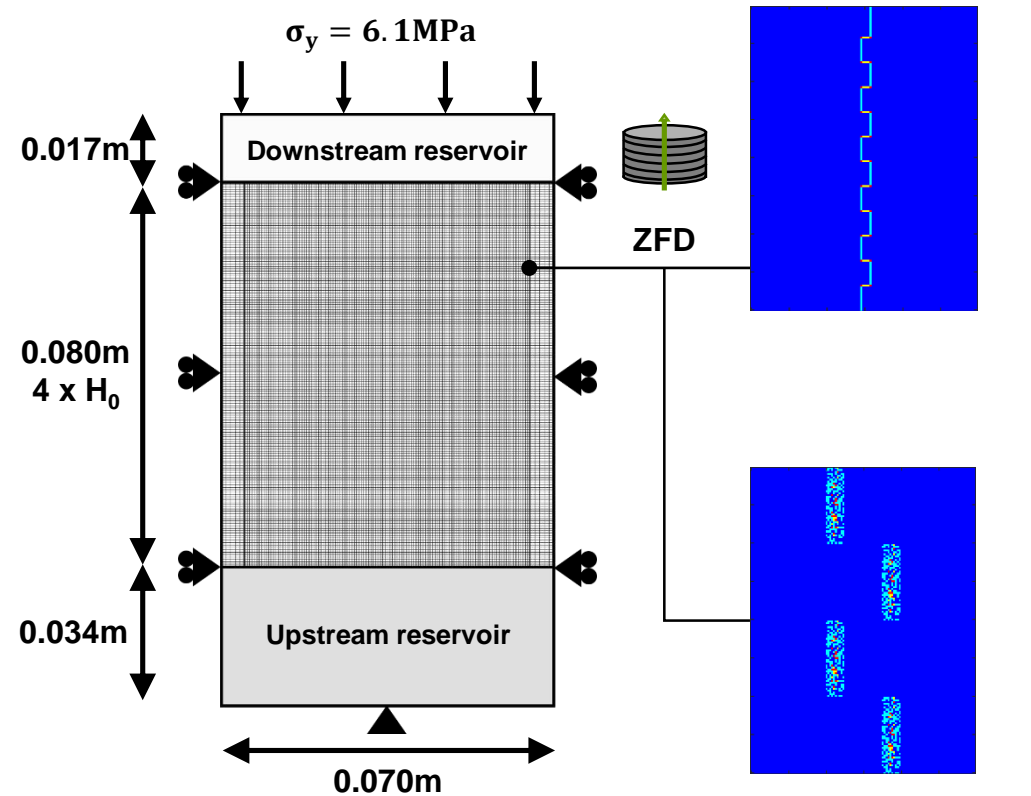 σy = 6.1MPa
0.017m
Downstream reservoir
ZFD
0.080m
4 x H₀
0.034m
Upstream reservoir
0.070m